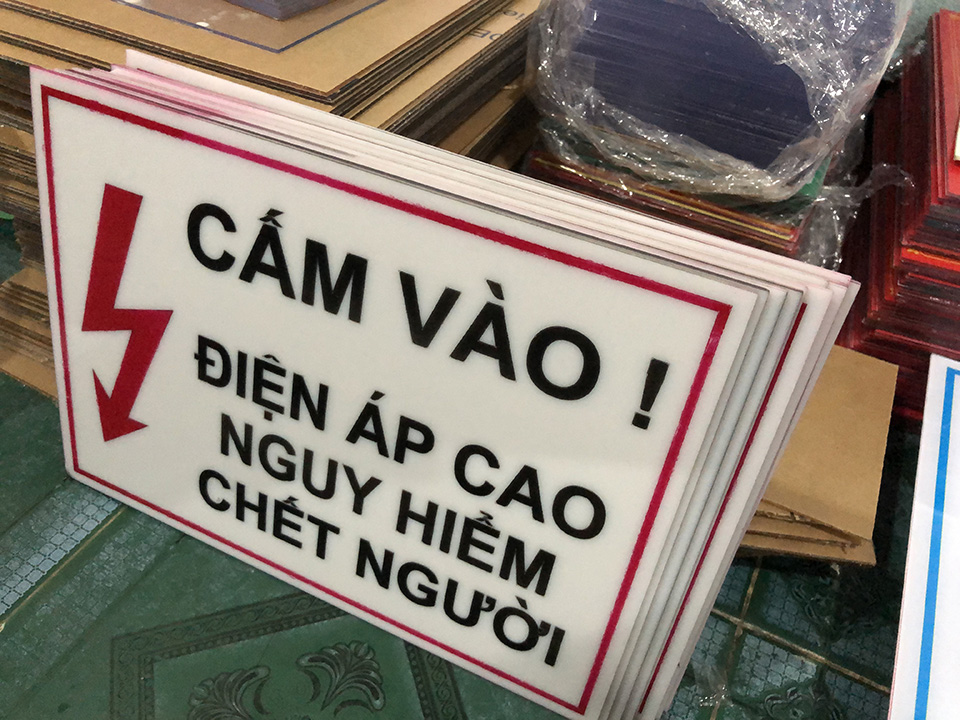 CẤM VÀO !
ĐIỆN ÁP CAO
NGUY HIỂM
CHẾT NGƯỜI